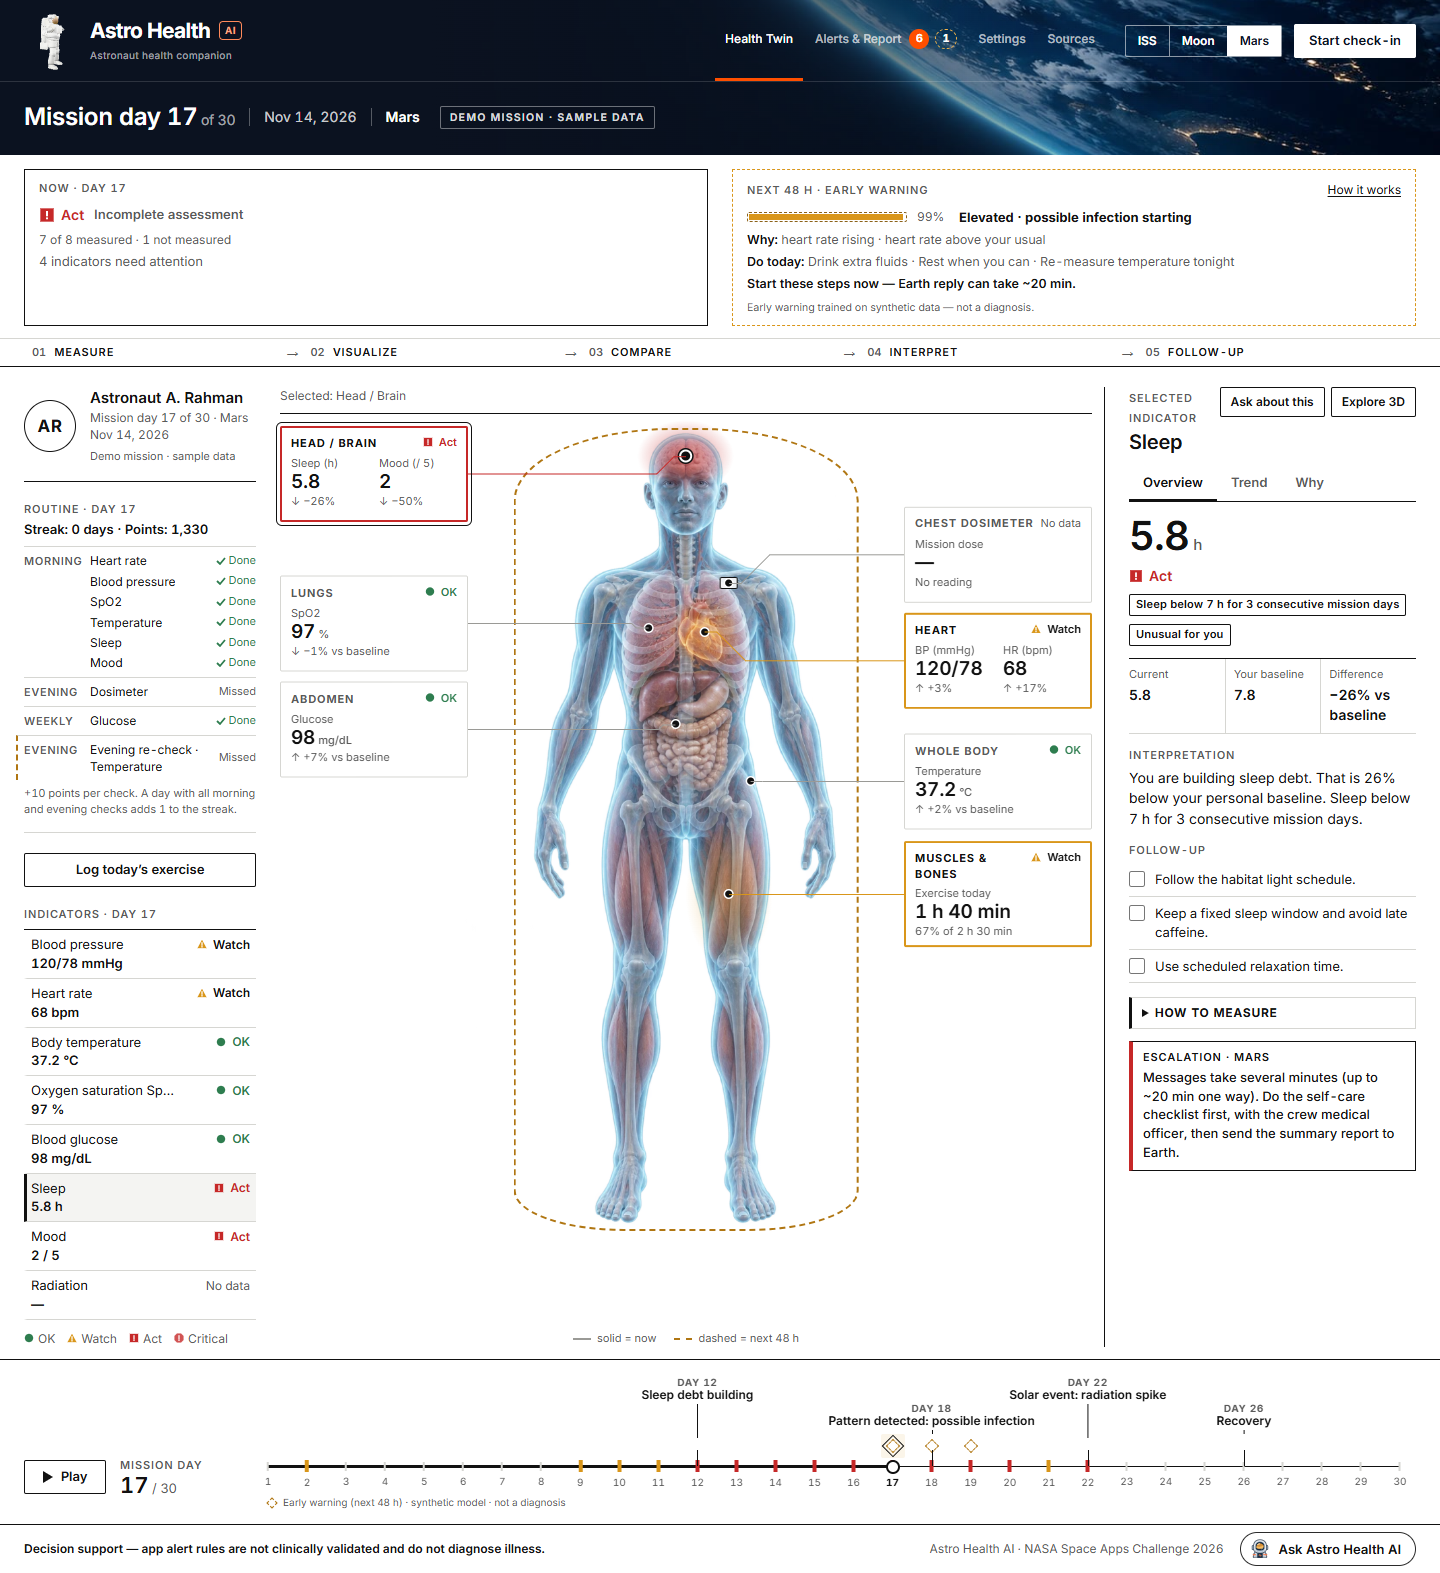 Astro Health AI
Astronaut health companion
Health Twin
Alerts & Report 6 1
Settings
Sources
ISS
Moon
Mars
Start check-in
Mission day 17 of 30
Nov 14, 2026
Mars
DEMO MISSION · SAMPLE DATA
NOW · DAY 17
Act Incomplete assessment
7 of 8 measured · 1 not measured
4 indicators need attention
NEXT 48 H · EARLY WARNING
How it works
99% Elevated · possible infection starting
Why: heart rate rising · heart rate above your usual
Do today: Drink extra fluids · Rest when you can · Re-measure temperature tonight
Start these steps now — Earth reply can take ~20 min.
Early warning trained on synthetic data — not a diagnosis.
01 MEASURE
→ 02 VISUALIZE
→ 03 COMPARE
→ 04 INTERPRET
→ 05 FOLLOW-UP
AR
Astronaut A. Rahman
Mission day 17 of 30 · Mars
Nov 14, 2026
Demo mission · sample data
ROUTINE · DAY 17
Streak: 0 days · Points: 1,330
MORNING Heart rate Done
Blood pressure Done
SpO2 Done
Temperature Done
Sleep Done
Mood Done
EVENING Dosimeter Missed
WEEKLY Glucose Done
EVENING Evening re-check · Temperature Missed
+10 points per check. A day with all morning
and evening checks adds 1 to the streak.
Log today's exercise
INDICATORS · DAY 17
Blood pressure Watch
120/78 mmHg
Heart rate Watch
68 bpm
Body temperature OK
37.2 °C
Oxygen saturation Sp... OK
97 %
Blood glucose OK
98 mg/dL
Sleep Act
5.8 h
Mood Act
2 / 5
Radiation No data
—
OK Watch Act Critical
Selected: Head / Brain
HEAD / BRAIN Act
Sleep (h) Mood (/ 5)
5.8 2
↓ −26% ↓ −50%
LUNGS OK
SpO2
97 %
↓ −1% vs baseline
ABDOMEN OK
Glucose
98 mg/dL
↑ +7% vs baseline
CHEST DOSIMETER No data
Mission dose
—
No reading
HEART Watch
BP (mmHg) HR (bpm)
120/78 68
↑ +3% ↑ +17%
WHOLE BODY OK
Temperature
37.2 °C
↑ +2% vs baseline
MUSCLES & BONES Watch
Exercise today
1 h 40 min
67% of 2 h 30 min
solid = now dashed = next 48 h
SELECTED INDICATOR
Ask about this
Explore 3D
Sleep
Overview Trend Why
5.8 h
Act
Sleep below 7 h for 3 consecutive mission days
Unusual for you
Current Your baseline Difference
5.8 7.8 −26% vs baseline
INTERPRETATION
You are building sleep debt. That is 26%
below your personal baseline. Sleep below
7 h for 3 consecutive mission days.
FOLLOW-UP
Follow the habitat light schedule.
Keep a fixed sleep window and avoid late
caffeine.
Use scheduled relaxation time.
HOW TO MEASURE
ESCALATION · MARS
Messages take several minutes (up to
~20 min one way). Do the self-care
checklist first, with the crew medical
officer, then send the summary report to
Earth.
Play
MISSION DAY
17 / 30
DAY 12
Sleep debt building
DAY 18
Pattern detected: possible infection
DAY 22
Solar event: radiation spike
DAY 26
Recovery
1 2 3 4 5 6 7 8 9 10 11 12 13 14 15 16 17 18 19 20 21 22 23 24 25 26 27 28 29 30
Early warning (next 48 h) · synthetic model · not a diagnosis
Decision support — app alert rules are not clinically validated and do not diagnose illness.
Astro Health AI · NASA Space Apps Challenge 2026
Ask Astro Health AI